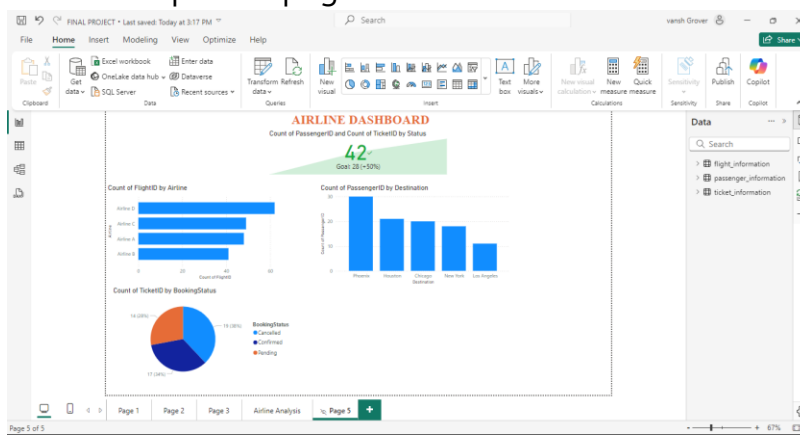 FINAL PROJECT • Last saved: Today at 3:17 PM
Search
vansh Grover
File Home Insert Modeling View Optimize Help
Share
Paste
Get data
Excel workbook
OneLake data hub
SQL Server
Enter data
Dataverse
Recent sources
Transform data
Refresh
New visual
Text box
More visuals
New visual calculation
New measure
Quick measure
Sensitivity
Publish
Copilot
Clipboard Data Queries Insert Calculations Sensitivity Share Copilot
AIRLINE DASHBOARD
Count of PassengerID and Count of TicketID by Status
42
Goal: 28 (+50%)
Count of FlightID by Airline
Airline D
Airline C
Airline A
Airline B
Airline
0 20 40 60
Count of FlightID
Count of PassengerID by Destination
30
20
10
0
Count of PassengerID
Phoenix Houston Chicago New York Los Angeles
Destination
Count of TicketID by BookingStatus
14 (28%)
19 (38%)
17 (34%)
BookingStatus
Cancelled
Confirmed
Pending
Data
Search
flight_information
passenger_information
ticket_information
Page 1 Page 2 Page 3 Airline Analysis Page 5
Page 5 of 5
67%